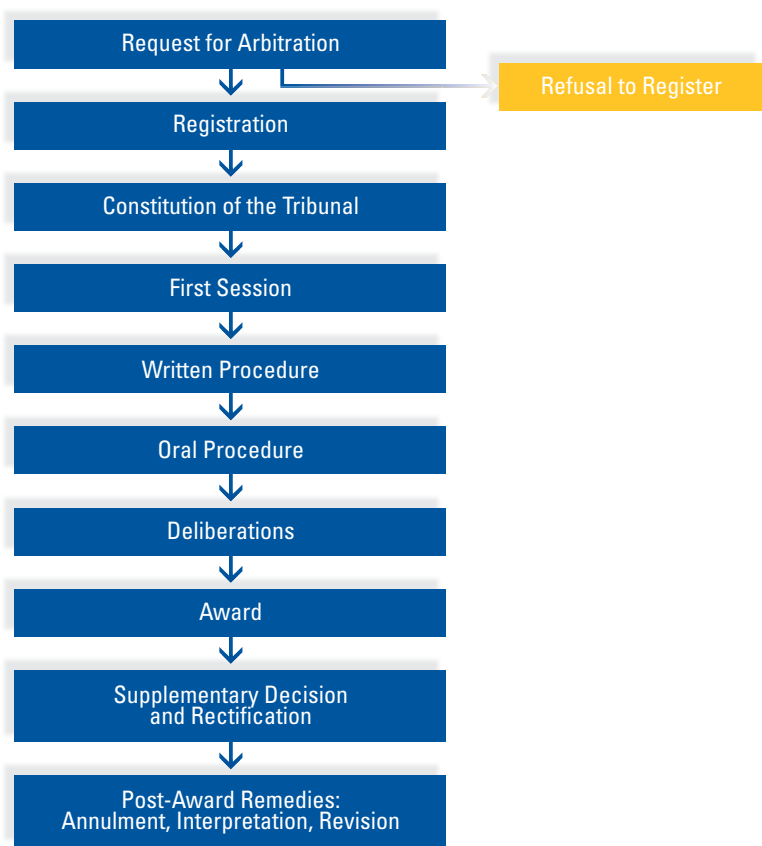 Request for Arbitration
Refusal to Register
Registration
Constitution of the Tribunal
First Session
Written Procedure
Oral Procedure
Deliberations
Award
Supplementary Decision
and Rectification
Post-Award Remedies:
Annulment, Interpretation, Revision